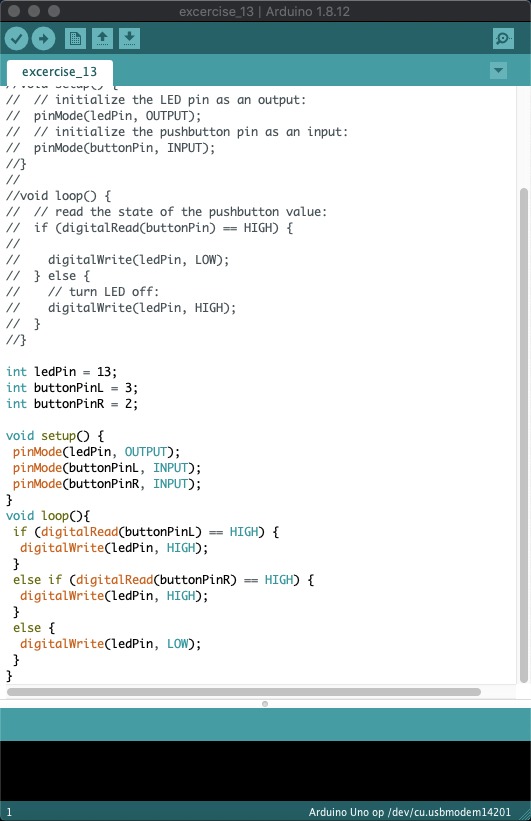 excercise_13 | Arduino 1.8.12
excercise_13
//void setup() {
//  // initialize the LED pin as an output:
//  pinMode(ledPin, OUTPUT);
//  // initialize the pushbutton pin as an input:
//  pinMode(buttonPin, INPUT);
//}
//
//void loop() {
//  // read the state of the pushbutton value:
//  if (digitalRead(buttonPin) == HIGH) {
//
//    digitalWrite(ledPin, LOW);
//  } else {
//    // turn LED off:
//    digitalWrite(ledPin, HIGH);
//  }
//}
int ledPin = 13;
int buttonPinL = 3;
int buttonPinR = 2;
void setup() {
 pinMode(ledPin, OUTPUT);
 pinMode(buttonPinL, INPUT);
 pinMode(buttonPinR, INPUT);
}
void loop(){
 if (digitalRead(buttonPinL) == HIGH) {
  digitalWrite(ledPin, HIGH);
 }
 else if (digitalRead(buttonPinR) == HIGH) {
  digitalWrite(ledPin, HIGH);
 }
 else {
  digitalWrite(ledPin, LOW);
 }
}
1
Arduino Uno op /dev/cu.usbmodem14201